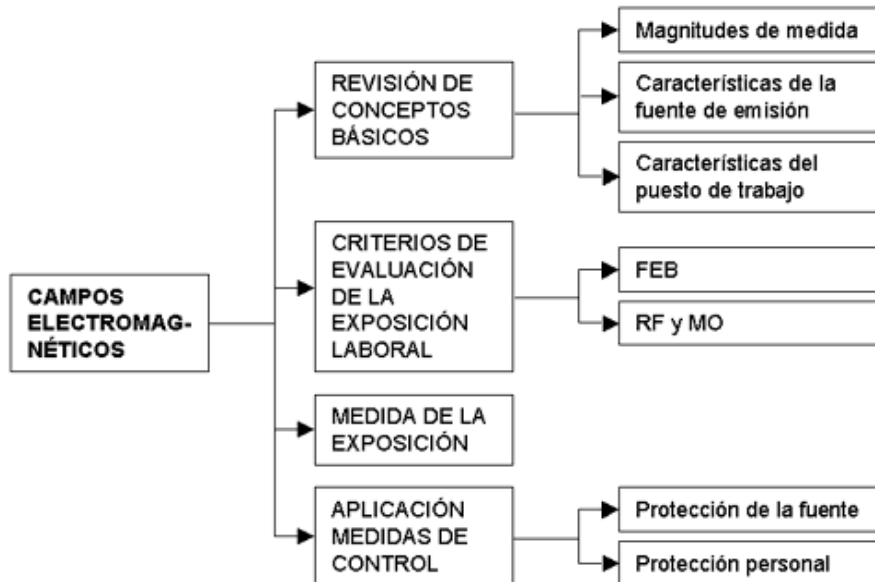 CAMPOS
ELECTROMAG-
NÉTICOS
REVISIÓN DE
CONCEPTOS
BÁSICOS
Magnitudes de medida
Características de la
fuente de emisión
Características del
puesto de trabajo
CRITERIOS DE
EVALUACIÓN
DE LA
EXPOSICIÓN
LABORAL
FEB
RF y MO
MEDIDA DE LA
EXPOSICIÓN
APLICACIÓN
MEDIDAS DE
CONTROL
Protección de la fuente
Protección personal